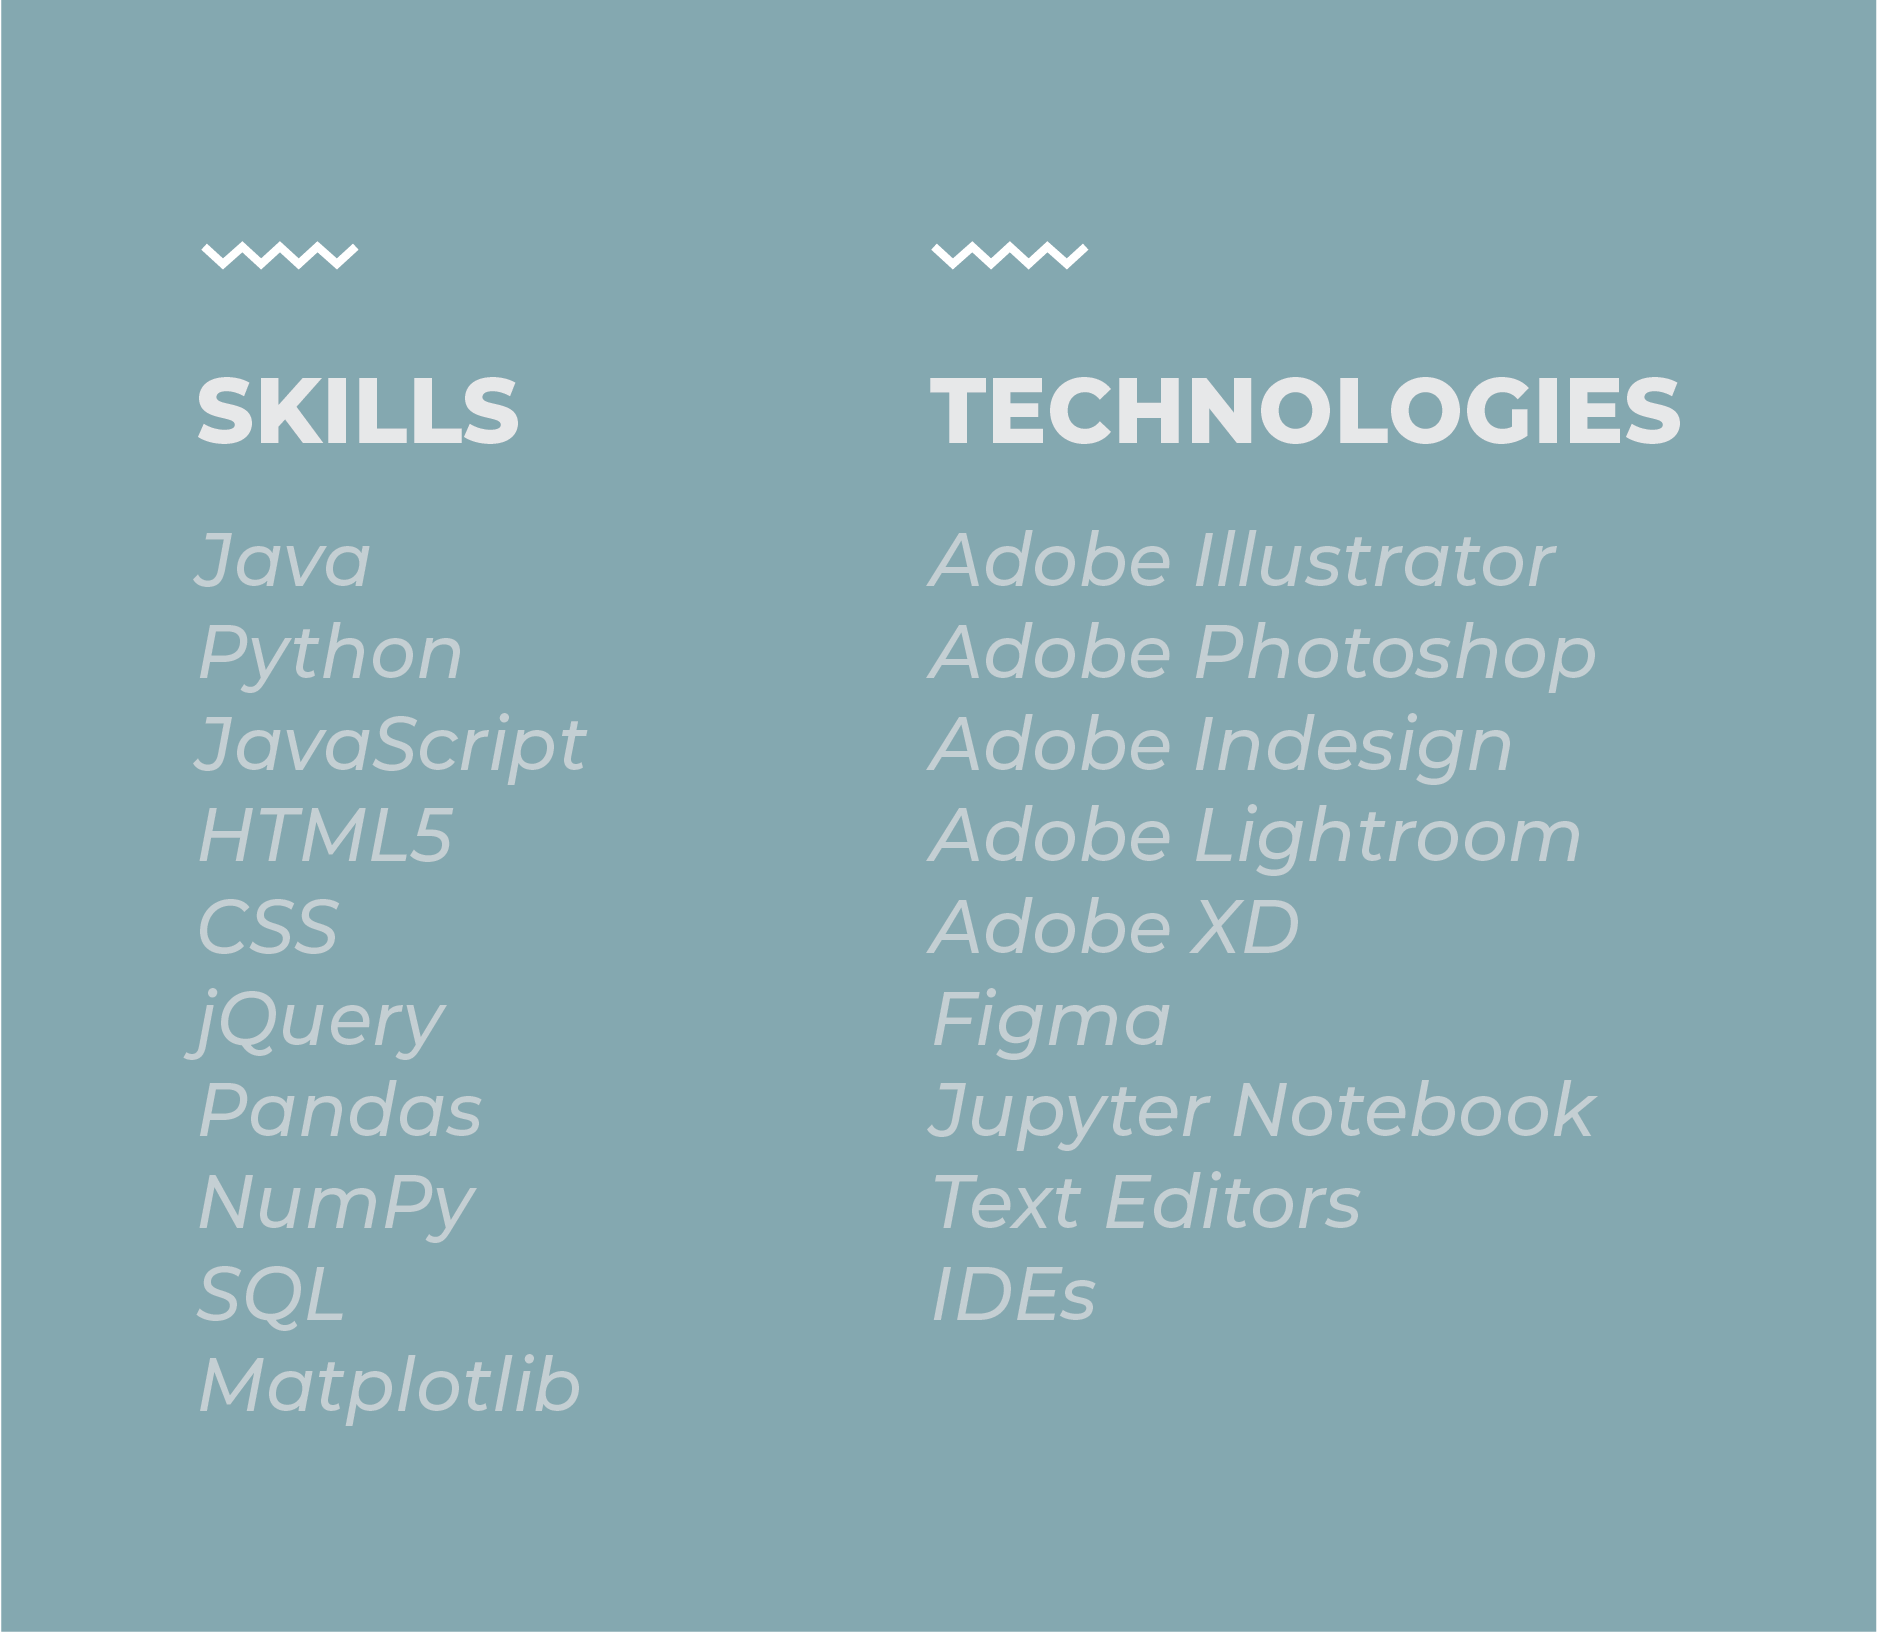 SKILLS
Java
Python
JavaScript
HTML5
CSS
jQuery
Pandas
NumPy
SQL
Matplotlib
TECHNOLOGIES
Adobe Illustrator
Adobe Photoshop
Adobe Indesign
Adobe Lightroom
Adobe XD
Figma
Jupyter Notebook
Text Editors
IDEs